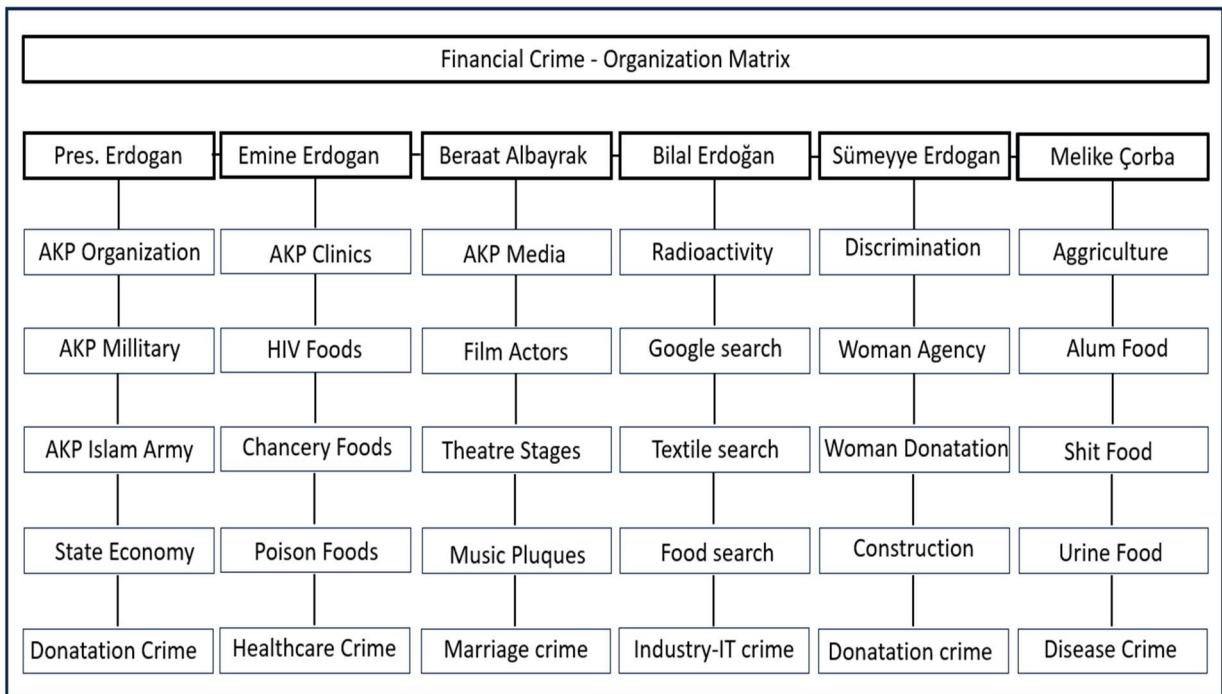 Financial Crime - Organization Matrix
Pres. Erdogan
Emine Erdogan
Beraat Albayrak
Bilal Erdoğan
Sümeyye Erdogan
Melike Çorba
AKP Organization
AKP Clinics
AKP Media
Radioactivity
Discrimination
Aggriculture
AKP Millitary
HIV Foods
Film Actors
Google search
Woman Agency
Alum Food
AKP Islam Army
Chancery Foods
Theatre Stages
Textile search
Woman Donatation
Shit Food
State Economy
Poison Foods
Music Pluques
Food search
Construction
Urine Food
Donatation Crime
Healthcare Crime
Marriage crime
Industry-IT crime
Donatation crime
Disease Crime